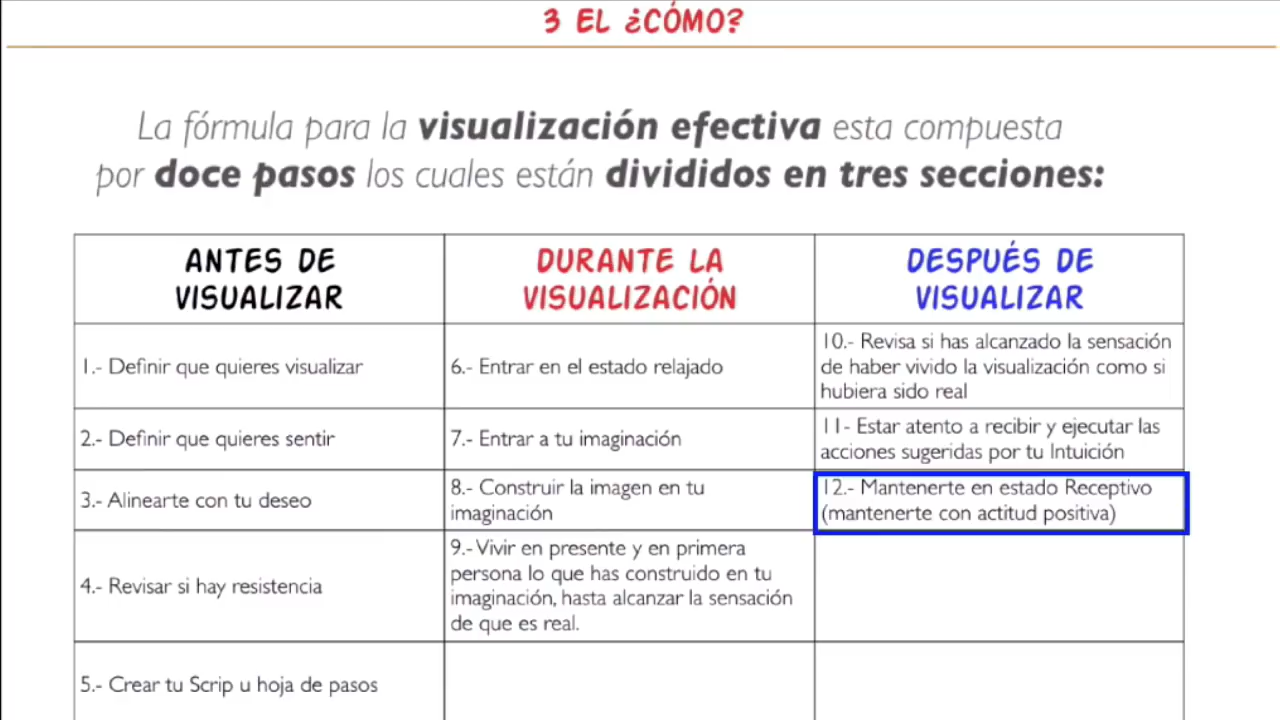 3 EL ¿CÓMO?
La fórmula para la visualización efectiva esta compuesta
por doce pasos los cuales están divididos en tres secciones:
ANTES DE
VISUALIZAR
DURANTE LA
VISUALIZACIÓN
DESPUÉS DE
VISUALIZAR
1.- Definir que quieres visualizar
6.- Entrar en el estado relajado
10.- Revisa si has alcanzado la sensación
de haber vivido la visualización como si
hubiera sido real
2.- Definir que quieres sentir
7.- Entrar a tu imaginación
11- Estar atento a recibir y ejecutar las
acciones sugeridas por tu Intuición
3.- Alinearte con tu deseo
8.- Construir la imagen en tu
imaginación
12.- Mantenerte en estado Receptivo
(mantenerte con actitud positiva)
4.- Revisar si hay resistencia
9.- Vivir en presente y en primera
persona lo que has construido en tu
imaginación, hasta alcanzar la sensación
de que es real.
5.- Crear tu Scrip u hoja de pasos